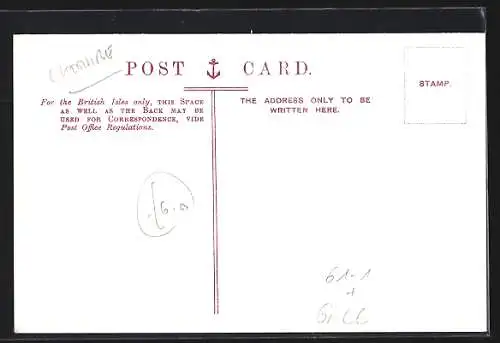 POST CARD.
For the British Isles only, THIS SPACE
AS WELL AS THE BACK MAY BE
USED FOR CORRESPONDENCE, VIDE
Post Office Regulations.
THE ADDRESS ONLY TO BE
WRITTEN HERE.
STAMP.